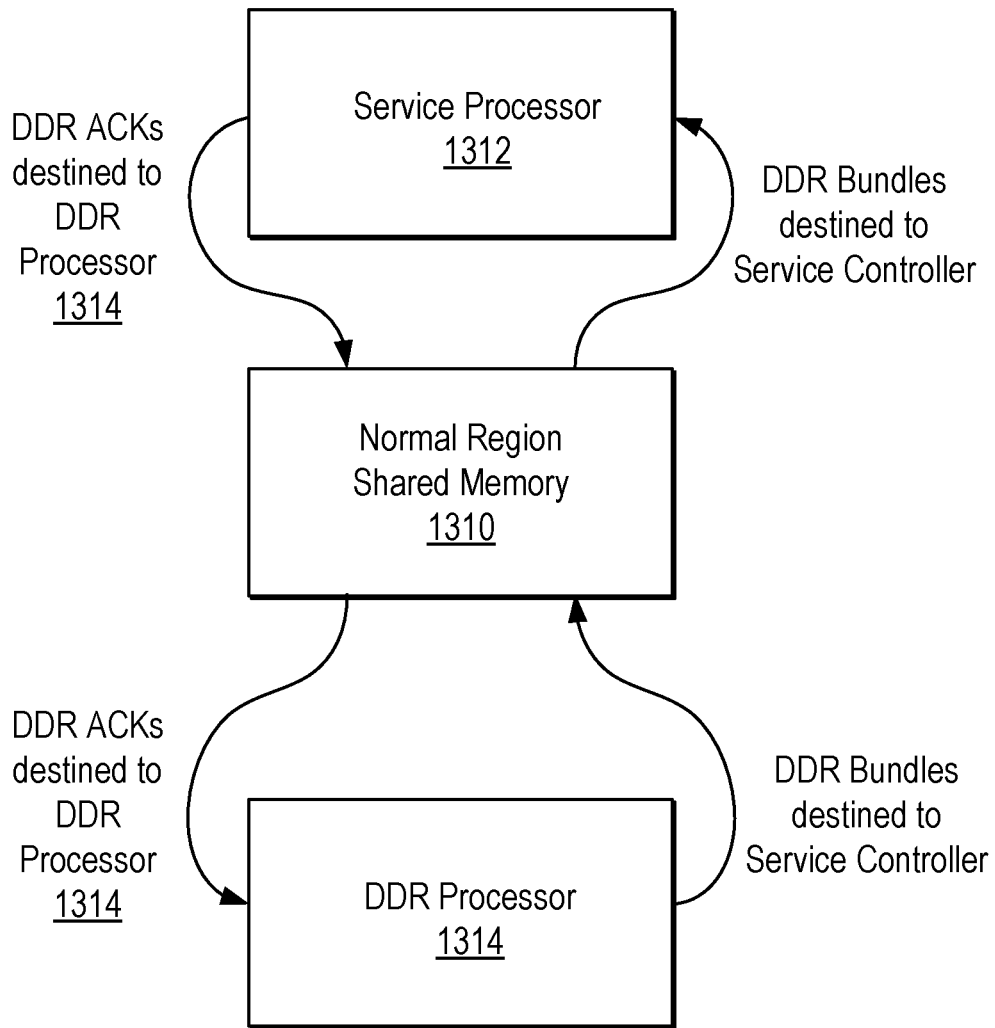 Service Processor
1312
DDR ACKs
destined to
DDR
Processor
1314
DDR Bundles
destined to
Service Controller
Normal Region
Shared Memory
1310
DDR ACKs
destined to
DDR
Processor
1314
DDR Bundles
destined to
Service Controller
DDR Processor
1314